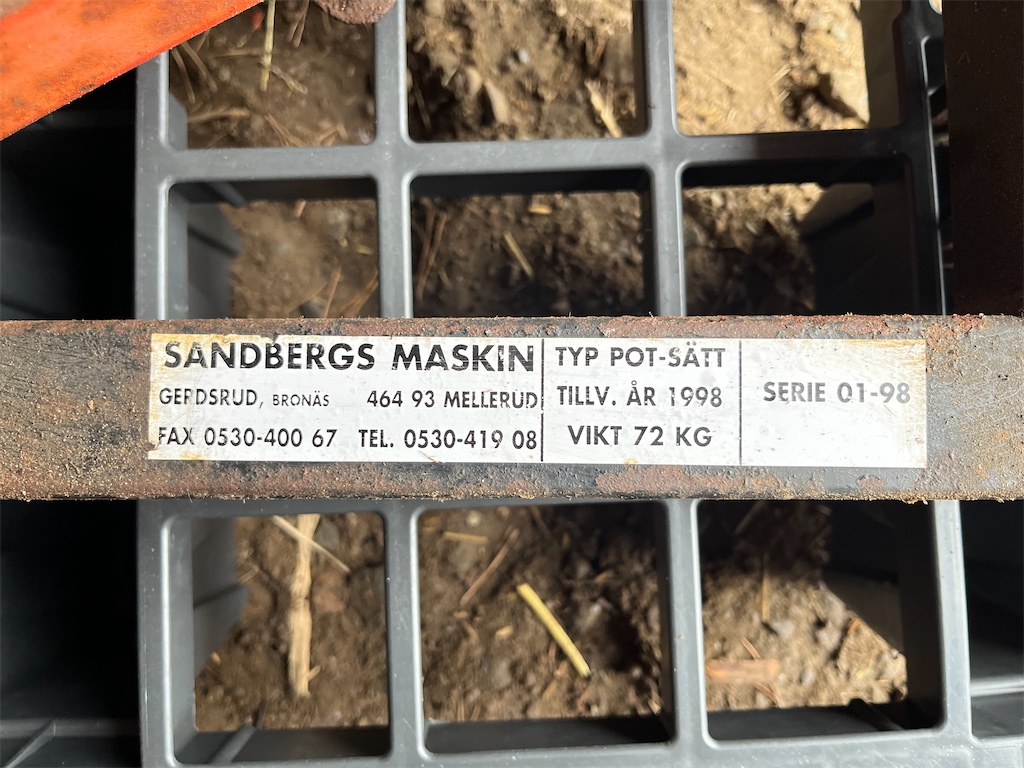 SANDBERGS MASKIN
GERDSRUD, BRONÄS 464 93 MELLERUD
FAX 0530-400 67 TEL. 0530-419 08
TYP POT-SÄTT
TILLV. ÅR 1998
VIKT 72 KG
SERIE 01-98